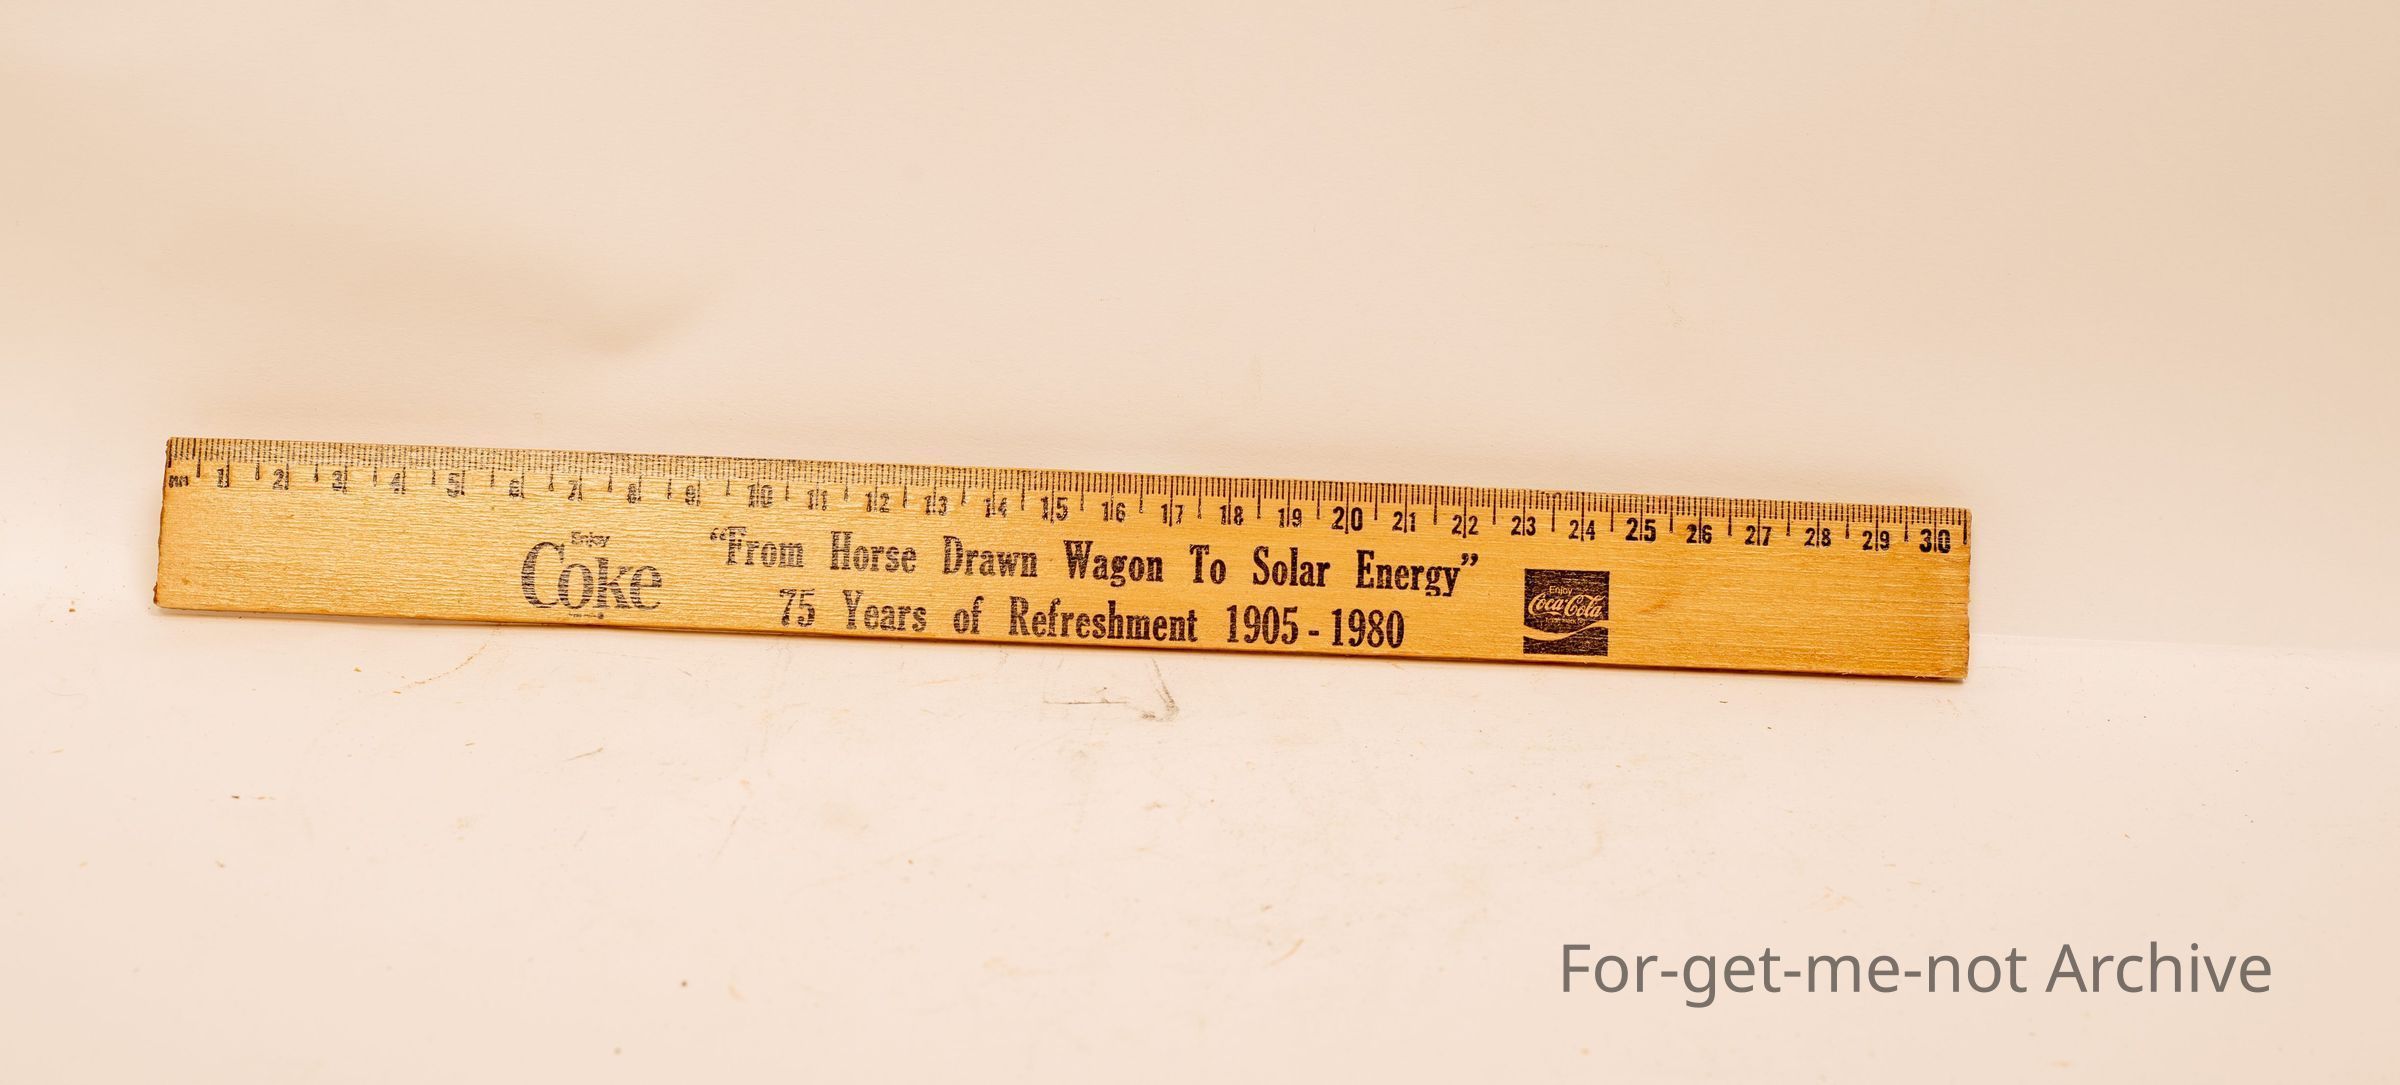 MM 1 2 3 4 5 6 7 8 9 10 11 12 13 14 15 16 17 18 19 20 21 22 23 24 25 26 27 28 29 30
Enjoy
Coke
“From Horse Drawn Wagon To Solar Energy”
75 Years of Refreshment 1905 - 1980
Enjoy
Coca-Cola
For-get-me-not Archive